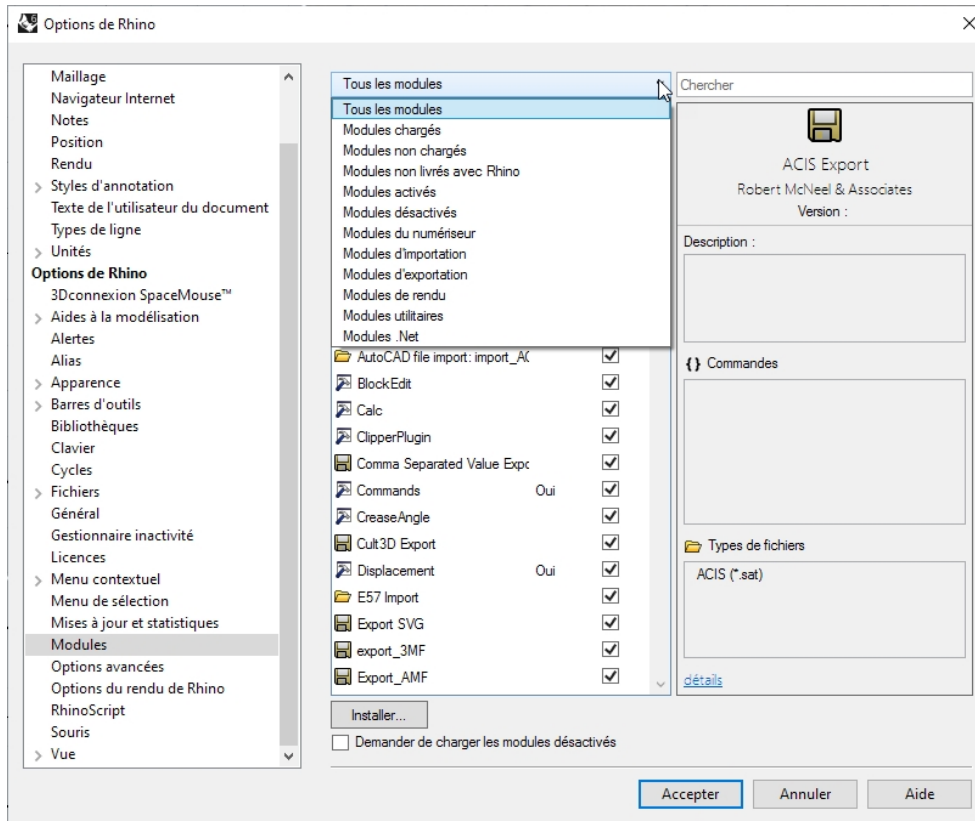 Options de Rhino
Maillage
Navigateur Internet
Notes
Position
Rendu
Styles d'annotation
Texte de l'utilisateur du document
Types de ligne
Unités
Options de Rhino
3Dconnexion SpaceMouse™
Aides à la modélisation
Alertes
Alias
Apparence
Barres d'outils
Bibliothèques
Clavier
Cycles
Fichiers
Général
Gestionnaire inactivité
Licences
Menu contextuel
Menu de sélection
Mises à jour et statistiques
Modules
Options avancées
Options du rendu de Rhino
RhinoScript
Souris
Vue
Tous les modules
Tous les modules
Modules chargés
Modules non chargés
Modules non livrés avec Rhino
Modules activés
Modules désactivés
Modules du numériseur
Modules d'importation
Modules d'exportation
Modules de rendu
Modules utilitaires
Modules .Net
AutoCAD file import: import_AC
BlockEdit
Calc
ClipperPlugin
Comma Separated Value Expo
Commands Oui
CreaseAngle
Cult3D Export
Displacement Oui
E57 Import
Export SVG
export_3MF
Export_AMF
Installer...
Demander de charger les modules désactivés
Chercher
ACIS Export
Robert McNeel & Associates
Version :
Description :
{} Commandes
Types de fichiers
ACIS (*.sat)
détails
Accepter Annuler Aide